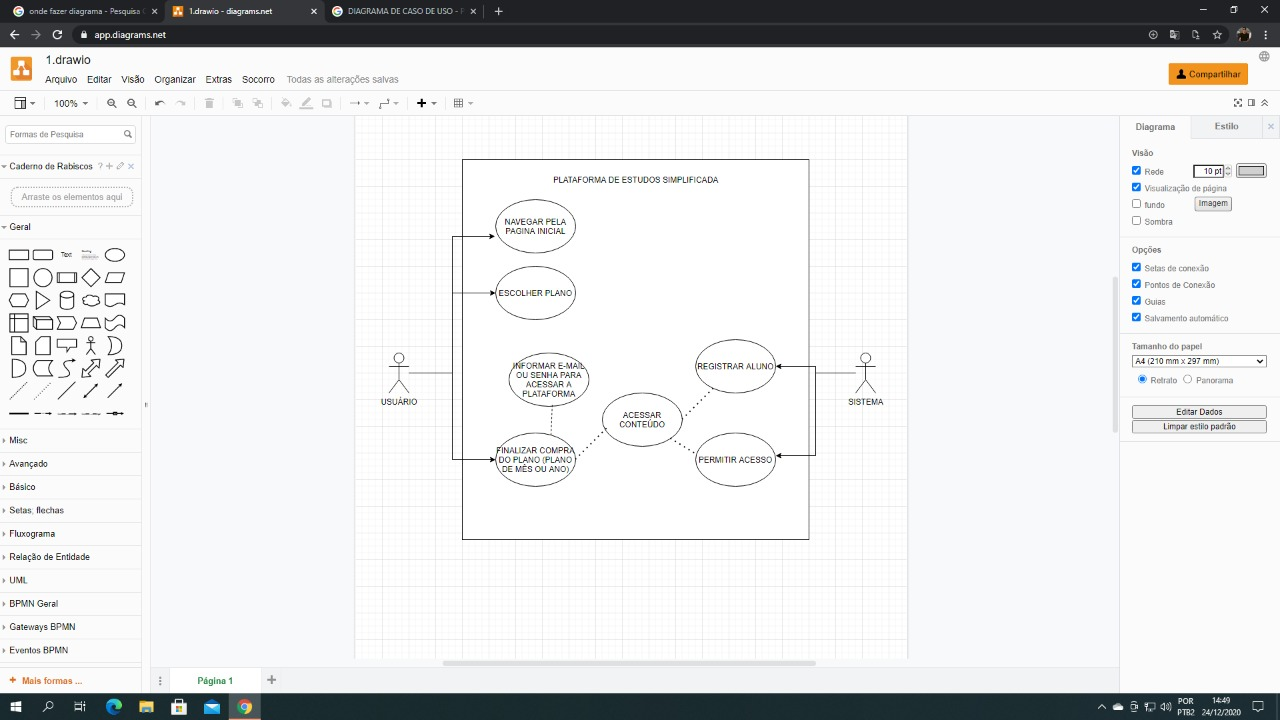 onde fazer diagrama - Pesquisa
1.drawio - diagrams.net
DIAGRAMA DE CASO DE USO -
app.diagrams.net
1.drawio
Arquivo Editar Visão Organizar Extras Socorro Todas as alterações salvas
Compartilhar
100%
Formas de Pesquisa
Caderno de Rabiscos
Arraste os elementos aqui
Geral
Text
Misc
Avançado
Básico
Setas; flechas
Fluxograma
Relação de Entidade
UML
BPMN Geral
Gateways BPMN
Eventos BPMN
Mais formas ...
PLATAFORMA DE ESTUDOS SIMPLIFICADA
NAVEGAR PELA
PAGINA INICIAL
ESCOLHER PLANO
INFORMAR E-MAIL
OU SENHA PARA
ACESSAR A
PLATAFORMA
REGISTRAR ALUNO
USUÁRIO
SISTEMA
ACESSAR
CONTEÚDO
FINALIZAR COMPRA
DO PLANO (PLANO
DE MÊS OU ANO)
PERMITIR ACESSO
Página 1
Diagrama Estilo
Visão
Rede 10 pt
Visualização de página
fundo Imagem
Sombra
Opções
Setas de conexão
Pontos de Conexão
Guias
Salvamento automático
Tamanho do papel
A4 (210 mm x 297 mm)
Retrato Panorama
Editar Dados
Limpar estilo padrão
POR
PTB2
14:49
24/12/2020